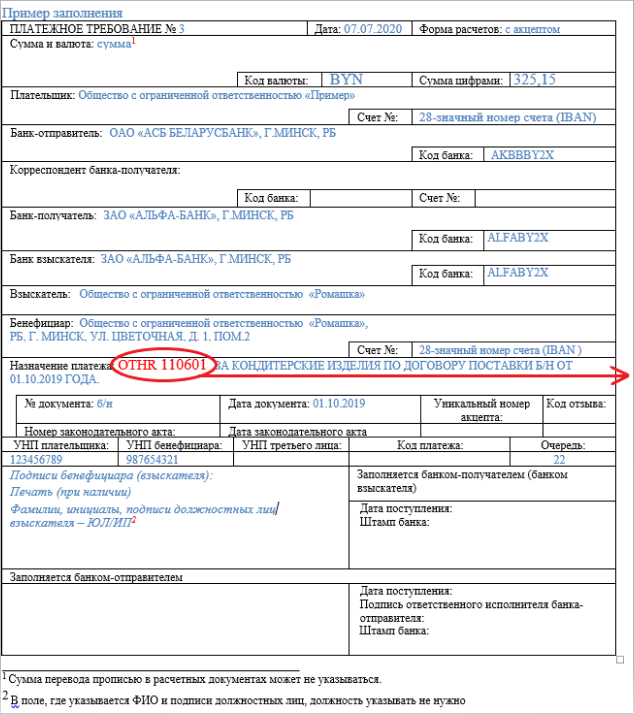 Пример заполнения
ПЛАТЕЖНОЕ ТРЕБОВАНИЕ № 3 Дата: 07.07.2020 Форма расчетов: с акцептом
Сумма и валюта: сумма1
Код валюты: BYN Сумма цифрами: 325,15
Плательщик: Общество с ограниченной ответственностью «Пример»
Счет №: 28-значный номер счета (IBAN)
Банк-отправитель: ОАО «АСБ БЕЛАРУСБАНК», Г.МИНСК, РБ
Код банка: AKBBBY2X
Корреспондент банка-получателя:
Код банка: Счет №:
Банк-получатель: ЗАО «АЛЬФА-БАНК», Г.МИНСК, РБ
Код банка: ALFABY2X
Банк взыскателя: ЗАО «АЛЬФА-БАНК», Г.МИНСК, РБ
Код банка: ALFABY2X
Взыскатель: Общество с ограниченной ответственностью «Ромашка»
Бенефициар: Общество с ограниченной ответственностью «Ромашка»,
РБ, Г. МИНСК, УЛ. ЦВЕТОЧНАЯ, Д. 1, ПОМ.2
Счет №: 28-значный номер счета (IBAN )
Назначение платежа: OTHR 110601 ЗА КОНДИТЕРСКИЕ ИЗДЕЛИЯ ПО ДОГОВОРУ ПОСТАВКИ Б/Н ОТ
01.10.2019 ГОДА.
№ документа: б/н Дата документа: 01.10.2019 Уникальный номер акцепта: Код отзыва:
Номер законодательного акта: Дата законодательного акта
УНП плательщика: УНП бенефициара: УНП третьего лица: Код платежа: Очередь:
123456789 987654321 22
Подписи бенефициара (взыскателя):
Печать (при наличии)
Фамилии, инициалы, подписи должностных лиц
взыскателя – ЮЛ/ИП2
Заполняется банком-получателем (банком
взыскателя)
Дата поступления:
Штамп банка:
Заполняется банком-отправителем
Дата поступления:
Подпись ответственного исполнителя банка-
отправителя:
Штамп банка:
1 Сумма перевода прописью в расчетных документах может не указываться.
2 В поле, где указывается ФИО и подписи должностных лиц, должность указывать не нужно